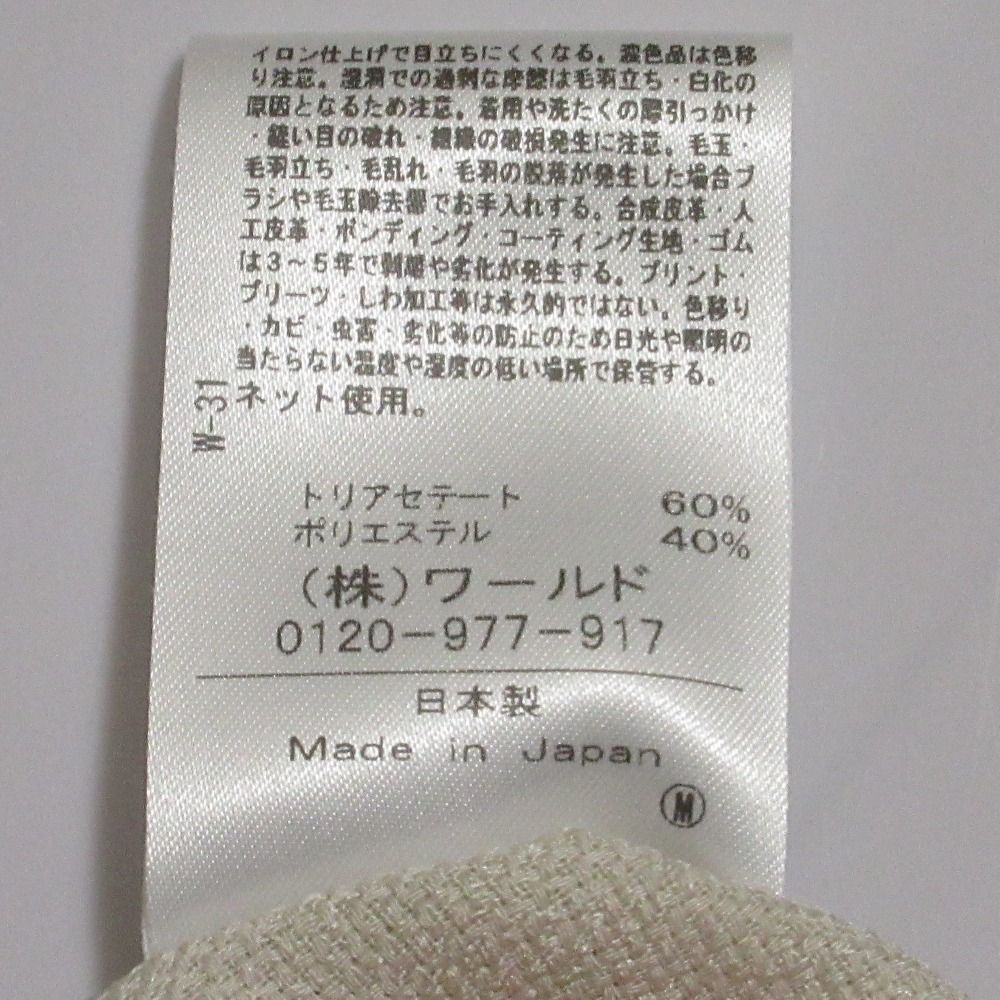 イロン仕上げで目立ちにくくなる。濃色品は色移
り注意。湿潤での過剰な摩擦は毛羽立ち・白化の
原因となるため注意。着用や洗たくの際引っかけ
・縫い目の破れ・繊維の破損発生に注意。毛玉・
毛羽立ち・毛乱れ・毛羽の脱落が発生した場合ブ
ラシや毛玉除去器でお手入れする。合成皮革・人
工皮革・ボンディング・コーティング生地・ゴム
は3～5年で剥離や劣化が発生する。プリント・
プリーツ・しわ加工等は永久的ではない。色移り
・カビ・虫害・劣化等の防止のため日光や照明の
当たらない温度や湿度の低い場所で保管する。
ネット使用。
W-31
トリアセテート 60%
ポリエステル 40%
(株)ワールド
0120-977-917
日本製
Made in Japan
M